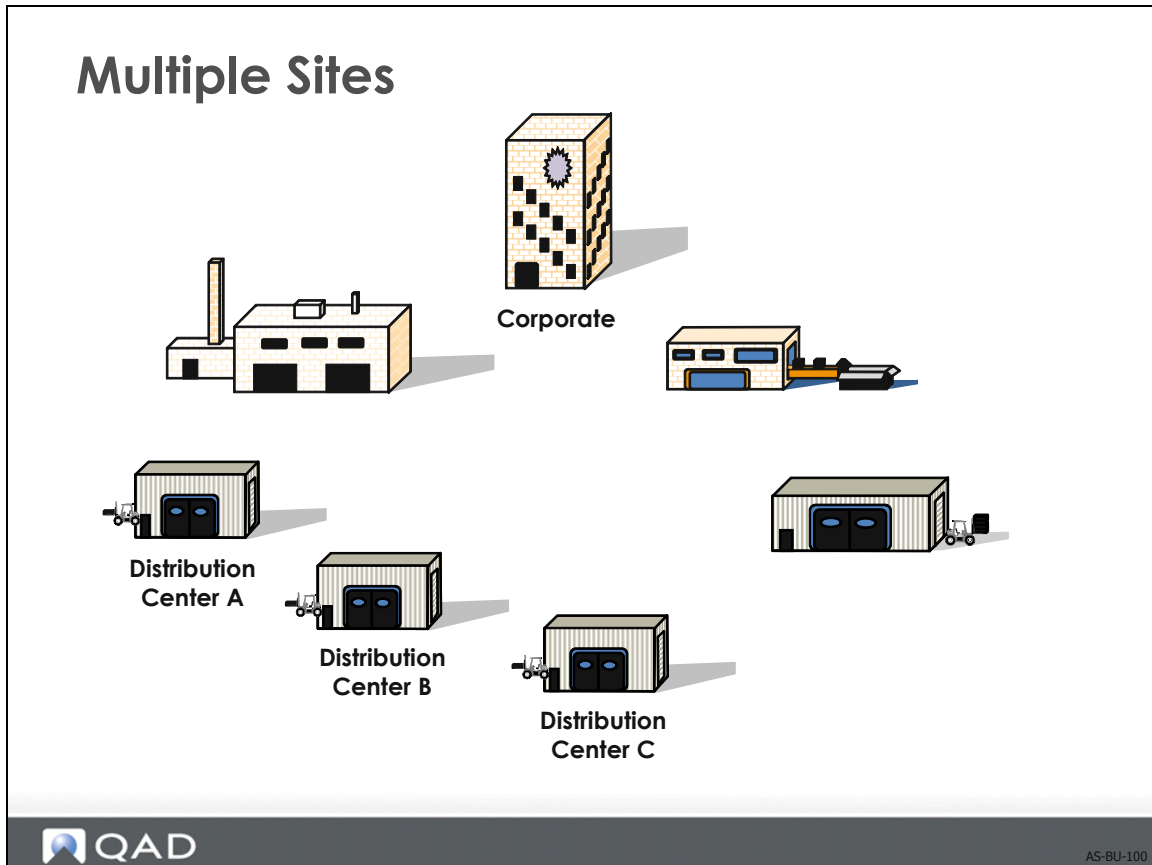 Multiple Sites
Corporate
Distribution
Center A
Distribution
Center B
Distribution
Center C
QAD
AS-BU-100